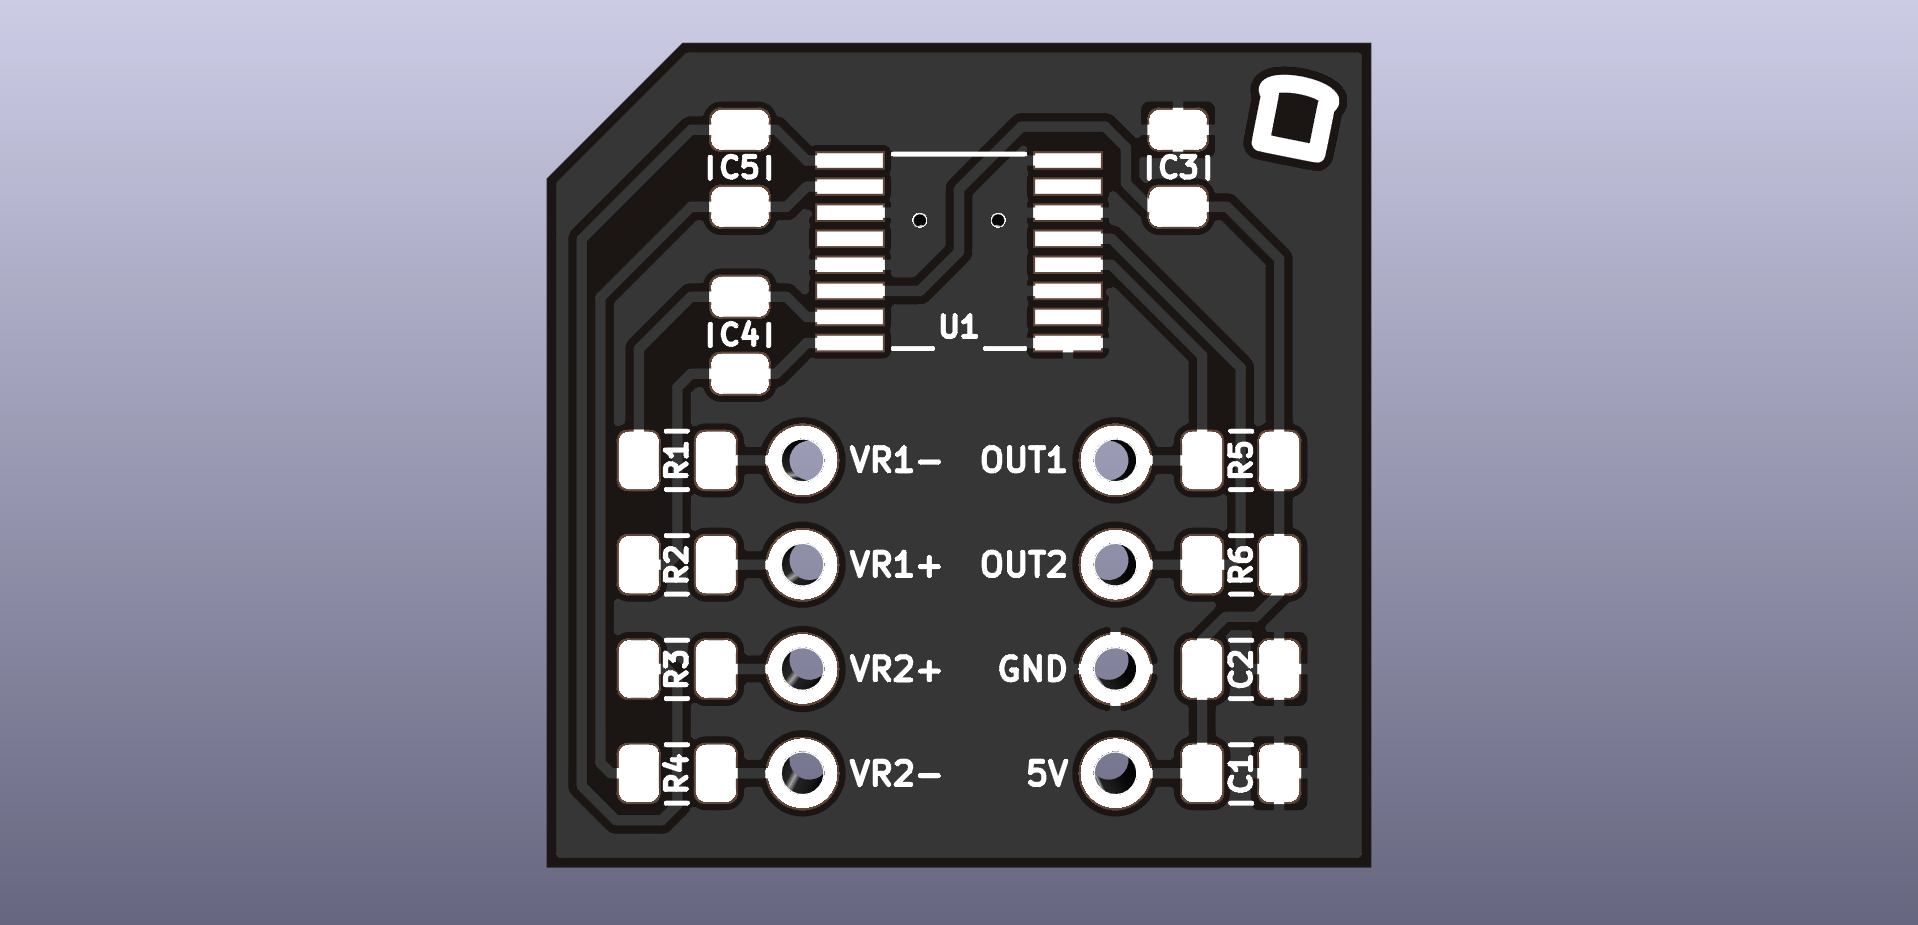 C5
C3
C4
U1
R1 VR1- OUT1 R5
R2 VR1+ OUT2 R6
R3 VR2+ GND C2
R4 VR2- 5V C1